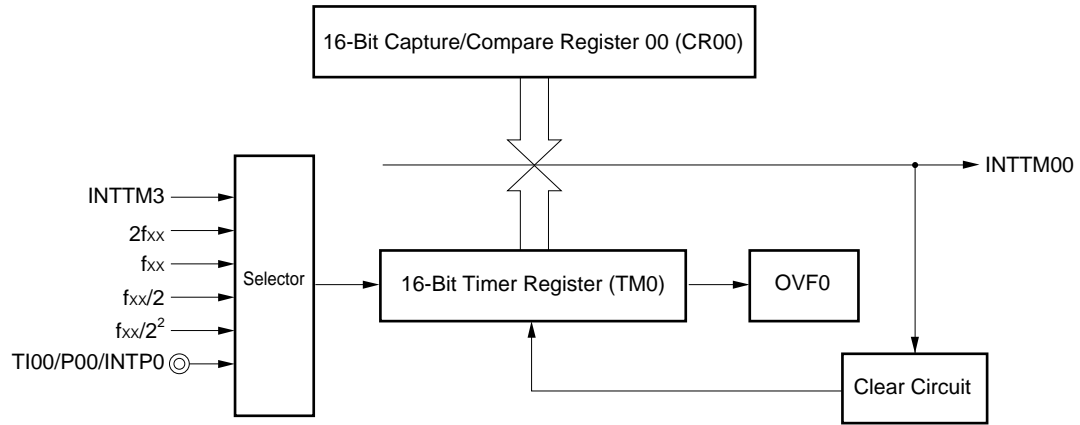 16-Bit Capture/Compare Register 00 (CR00)
INTTM00
INTTM3
2fxx
fxx
fxx/2
fxx/2²
TI00/P00/INTP0
Selector
16-Bit Timer Register (TM0)
OVF0
Clear Circuit